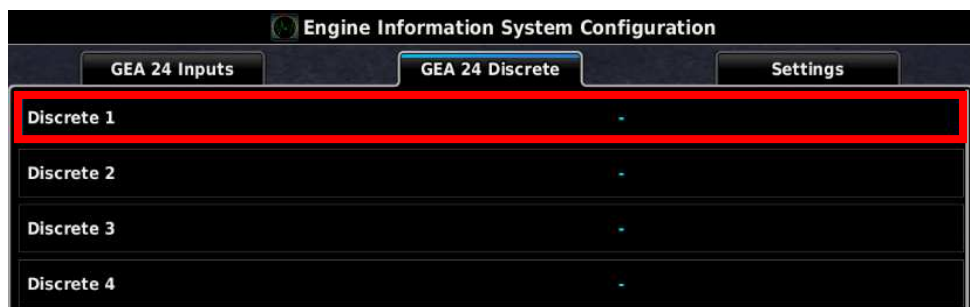 Engine Information System Configuration
GEA 24 Inputs GEA 24 Discrete Settings
Discrete 1 -
Discrete 2 -
Discrete 3 -
Discrete 4 -